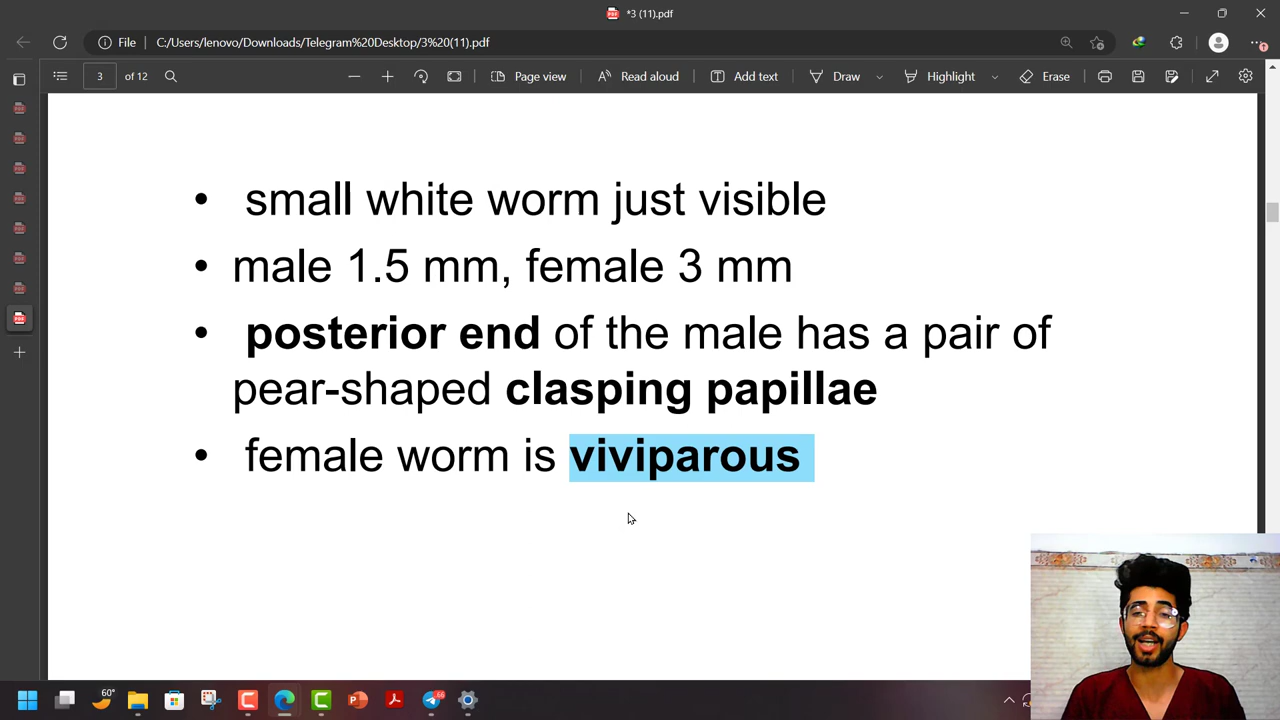 *3 (11).pdf
File C:/Users/lenovo/Downloads/Telegram%20Desktop/3%20(11).pdf
3 of 12 Page view Read aloud Add text Draw Highlight Erase
• small white worm just visible
• male 1.5 mm, female 3 mm
• posterior end of the male has a pair of
pear-shaped clasping papillae
• female worm is viviparous
60°
66